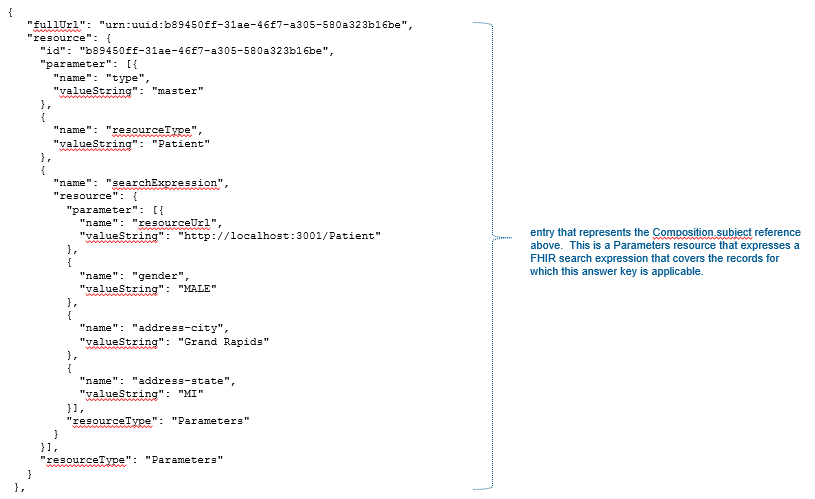 {
"fullUrl": "urn:uuid:b89450ff-31ae-46f7-a305-580a323b16be",
"resource": {
"id": "b89450ff-31ae-46f7-a305-580a323b16be",
"parameter": [{
"name": "type",
"valueString": "master"
},
{
"name": "resourceType",
"valueString": "Patient"
},
{
"name": "searchExpression",
"resource": {
"parameter": [{
"name": "resourceUrl",
"valueString": "http://localhost:3001/Patient"
},
{
"name": "gender",
"valueString": "MALE"
},
{
"name": "address-city",
"valueString": "Grand Rapids"
},
{
"name": "address-state",
"valueString": "MI"
}],
"resourceType": "Parameters"
}
}],
"resourceType": "Parameters"
}
},
entry that represents the Composition.subject reference
above.  This is a Parameters resource that expresses a
FHIR search expression that covers the records for
which this answer key is applicable.